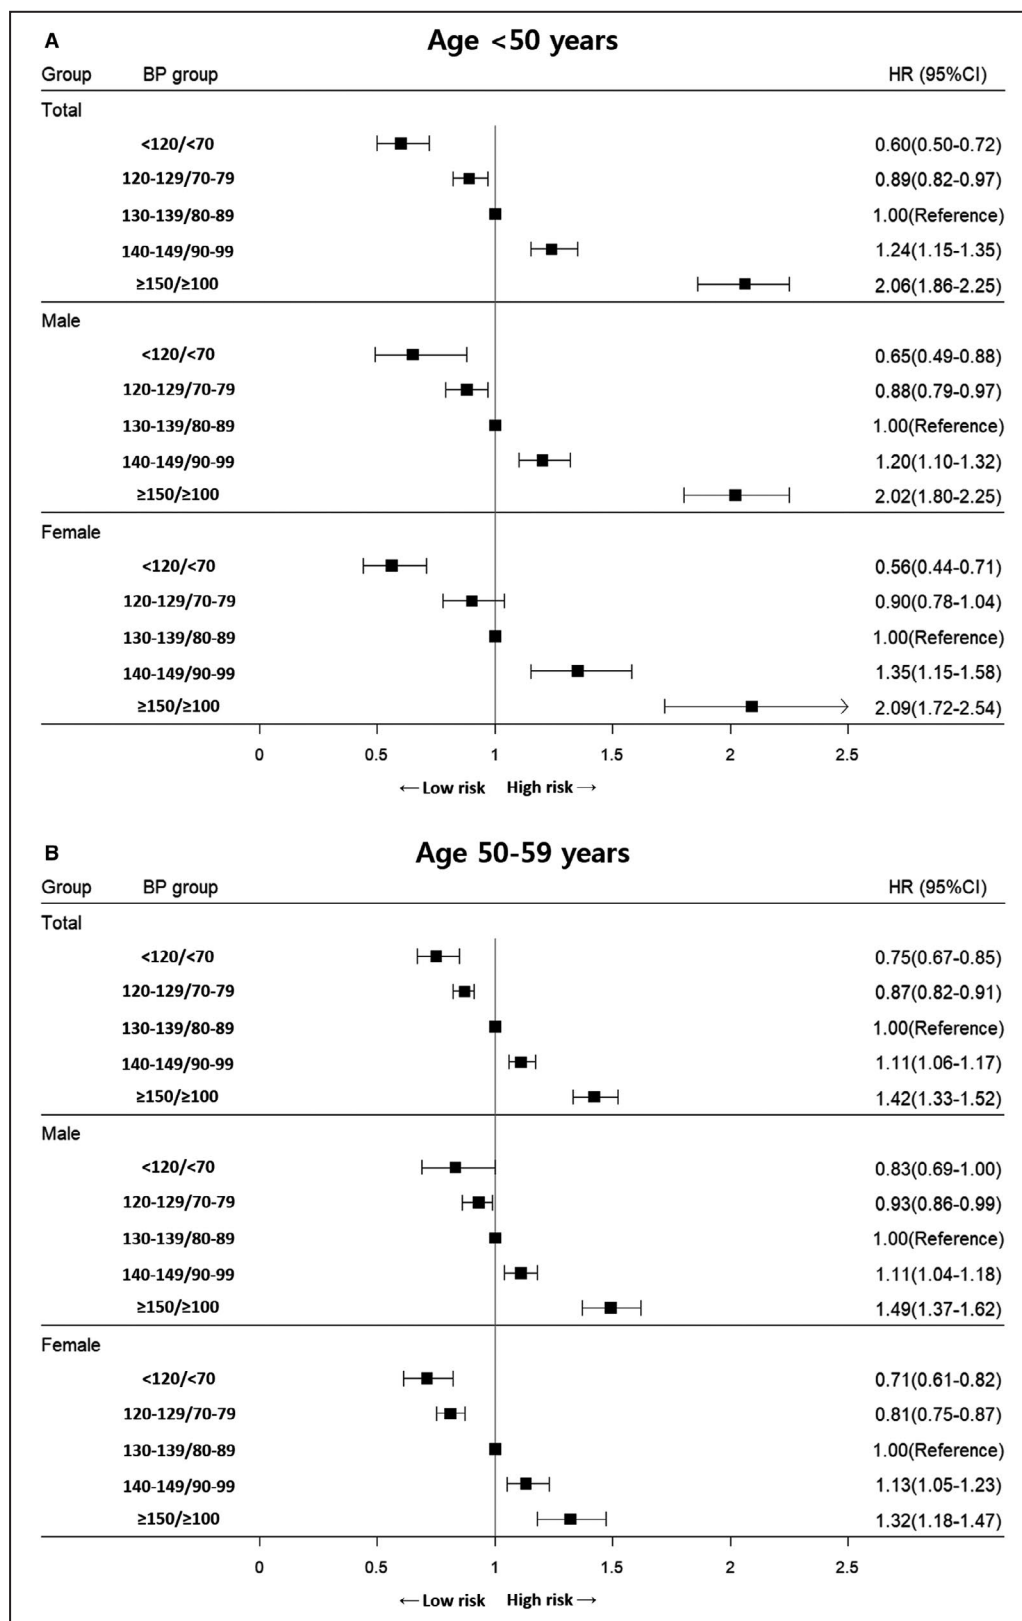 A Age <50 years
Group BP group HR (95%CI)
Total
<120/<70 0.60(0.50-0.72)
120-129/70-79 0.89(0.82-0.97)
130-139/80-89 1.00(Reference)
140-149/90-99 1.24(1.15-1.35)
≥150/≥100 2.06(1.86-2.25)
Male
<120/<70 0.65(0.49-0.88)
120-129/70-79 0.88(0.79-0.97)
130-139/80-89 1.00(Reference)
140-149/90-99 1.20(1.10-1.32)
≥150/≥100 2.02(1.80-2.25)
Female
<120/<70 0.56(0.44-0.71)
120-129/70-79 0.90(0.78-1.04)
130-139/80-89 1.00(Reference)
140-149/90-99 1.35(1.15-1.58)
≥150/≥100 2.09(1.72-2.54)
0 0.5 1 1.5 2 2.5
← Low risk High risk →
B Age 50-59 years
Group BP group HR (95%CI)
Total
<120/<70 0.75(0.67-0.85)
120-129/70-79 0.87(0.82-0.91)
130-139/80-89 1.00(Reference)
140-149/90-99 1.11(1.06-1.17)
≥150/≥100 1.42(1.33-1.52)
Male
<120/<70 0.83(0.69-1.00)
120-129/70-79 0.93(0.86-0.99)
130-139/80-89 1.00(Reference)
140-149/90-99 1.11(1.04-1.18)
≥150/≥100 1.49(1.37-1.62)
Female
<120/<70 0.71(0.61-0.82)
120-129/70-79 0.81(0.75-0.87)
130-139/80-89 1.00(Reference)
140-149/90-99 1.13(1.05-1.23)
≥150/≥100 1.32(1.18-1.47)
0 0.5 1 1.5 2 2.5
← Low risk High risk →